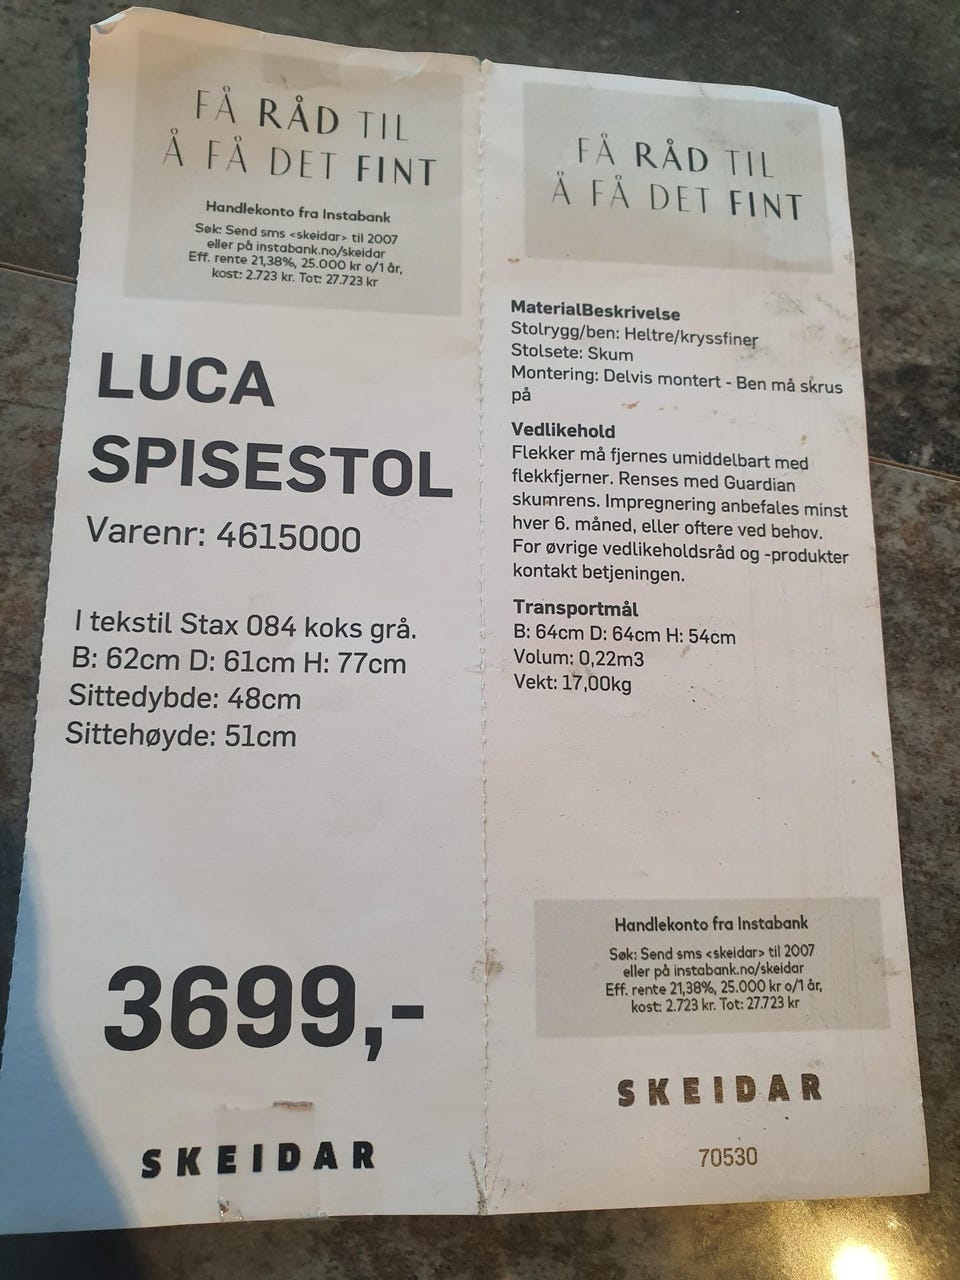 FÅ RÅD TIL
Å FÅ DET FINT
Handlekonto fra Instabank
Søk: Send sms <skeidar> til 2007
eller på instabank.no/skeidar
Eff. rente 21,38%, 25.000 kr o/1 år,
kost: 2.723 kr. Tot: 27.723 kr
LUCA
SPISESTOL
Varenr: 4615000
I tekstil Stax 084 koks grå.
B: 62cm D: 61cm H: 77cm
Sittedybde: 48cm
Sittehøyde: 51cm
3699,-
SKEIDAR
FÅ RÅD TIL
Å FÅ DET FINT
MaterialBeskrivelse
Stolrygg/ben: Heltre/kryssfiner
Stolsete: Skum
Montering: Delvis montert - Ben må skrus
på
Vedlikehold
Flekker må fjernes umiddelbart med
flekkfjerner. Renses med Guardian
skumrens. Impregnering anbefales minst
hver 6. måned, eller oftere ved behov.
For øvrige vedlikeholdsråd og -produkter
kontakt betjeningen.
Transportmål
B: 64cm D: 64cm H: 54cm
Volum: 0,22m3
Vekt: 17,00kg
Handlekonto fra Instabank
Søk: Send sms <skeidar> til 2007
eller på instabank.no/skeidar
Eff. rente 21,38%, 25.000 kr o/1 år,
kost: 2.723 kr. Tot: 27.723 kr
SKEIDAR
70530